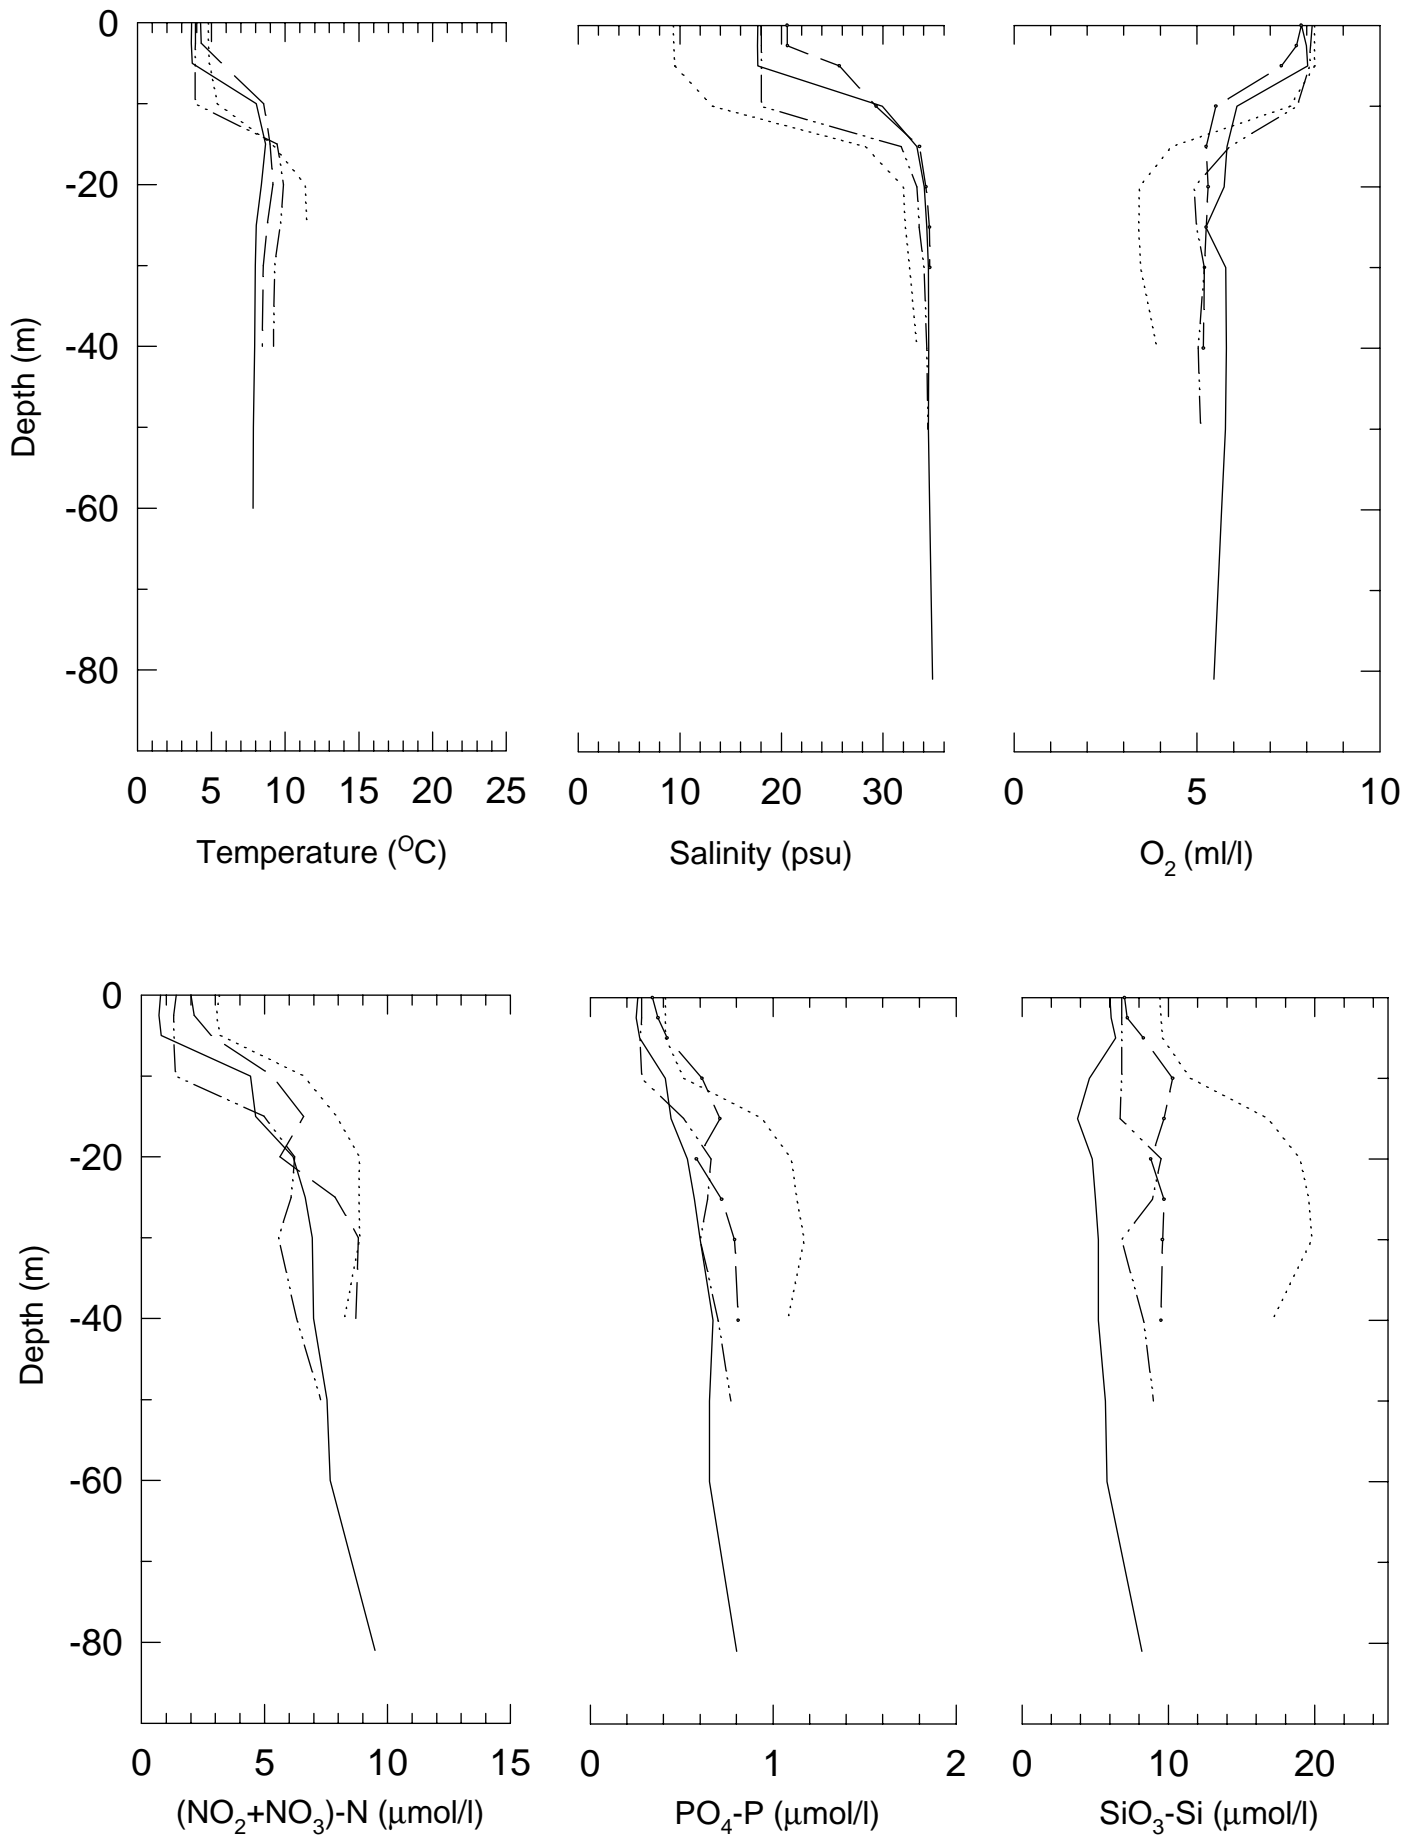 0
-20
-40
-60
-80
Depth (m)
0 5 10 15 20 25
Temperature (°C)
0 10 20 30
Salinity (psu)
0 5 10
O₂ (ml/l)
0
-20
-40
-60
-80
Depth (m)
0 5 10 15
(NO₂+NO₃)-N (μmol/l)
0 1 2
PO₄-P (μmol/l)
0 10 20
SiO₃-Si (μmol/l)